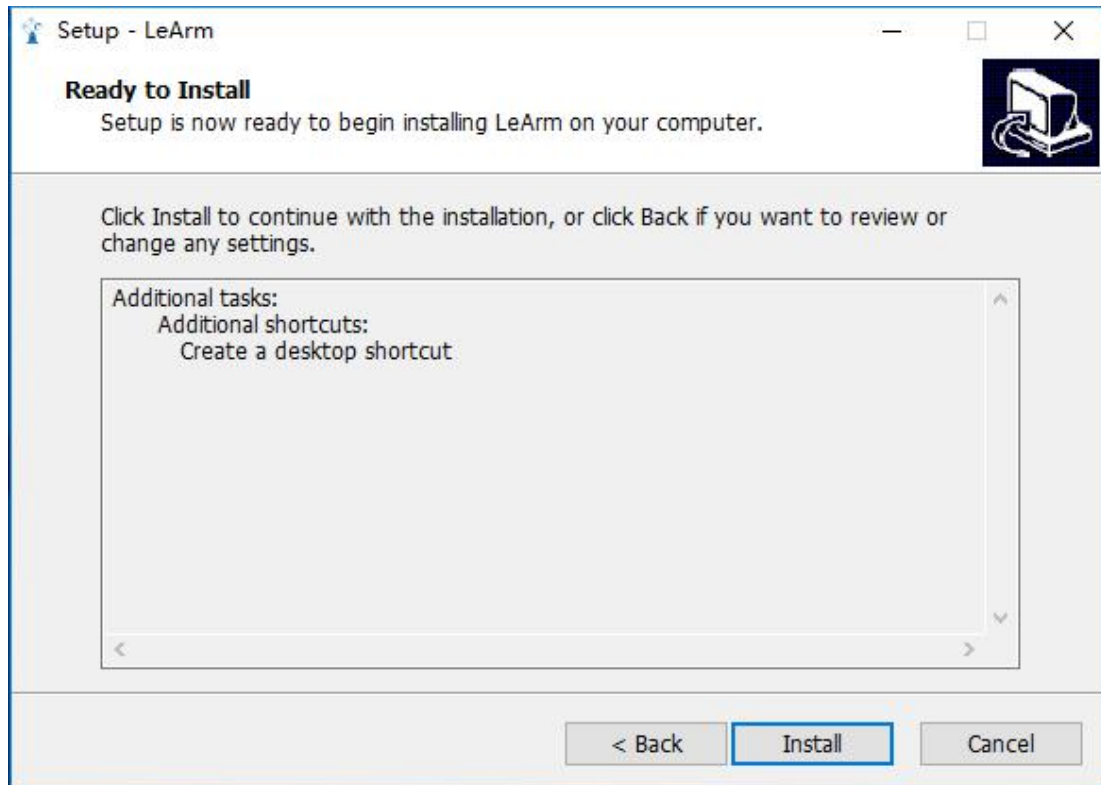 Setup - LeArm
Ready to Install
Setup is now ready to begin installing LeArm on your computer.
Click Install to continue with the installation, or click Back if you want to review or
change any settings.
Additional tasks:
Additional shortcuts:
Create a desktop shortcut
< Back
Install
Cancel